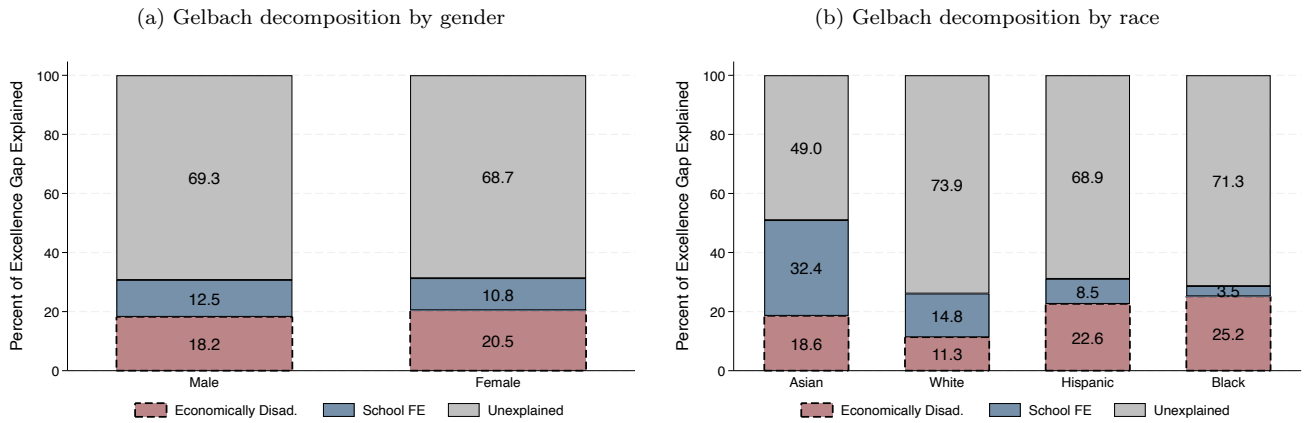 (a) Gelbach decomposition by gender
Percent of Excellence Gap Explained
100
80
60
40
20
0
69.3
12.5
18.2
68.7
10.8
20.5
Male
Female
Economically Disad.
School FE
Unexplained
(b) Gelbach decomposition by race
Percent of Excellence Gap Explained
100
80
60
40
20
0
49.0
32.4
18.6
73.9
14.8
11.3
68.9
8.5
22.6
71.3
3.5
25.2
Asian
White
Hispanic
Black
Economically Disad.
School FE
Unexplained